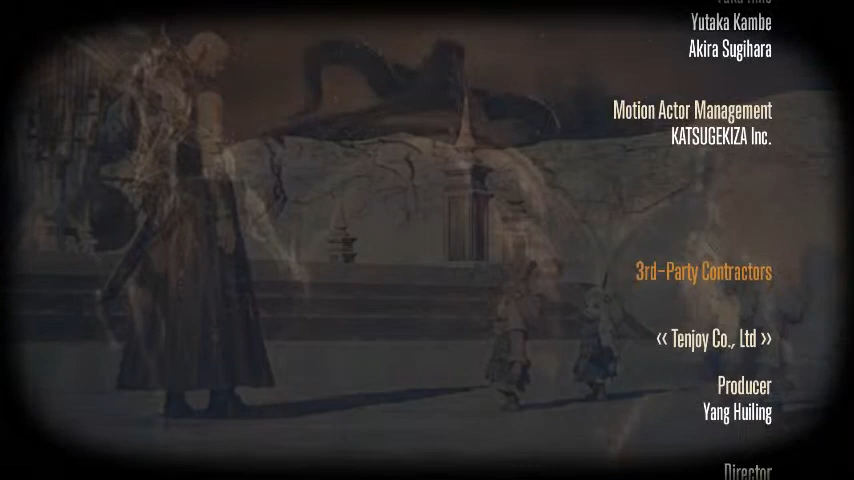 Yutaka Kambe
Akira Sugihara
Motion Actor Management
KATSUGEKIZA Inc.
3rd-Party Contractors
‹‹ Tenjoy Co., Ltd ››
Producer
Yang Huiling
Director